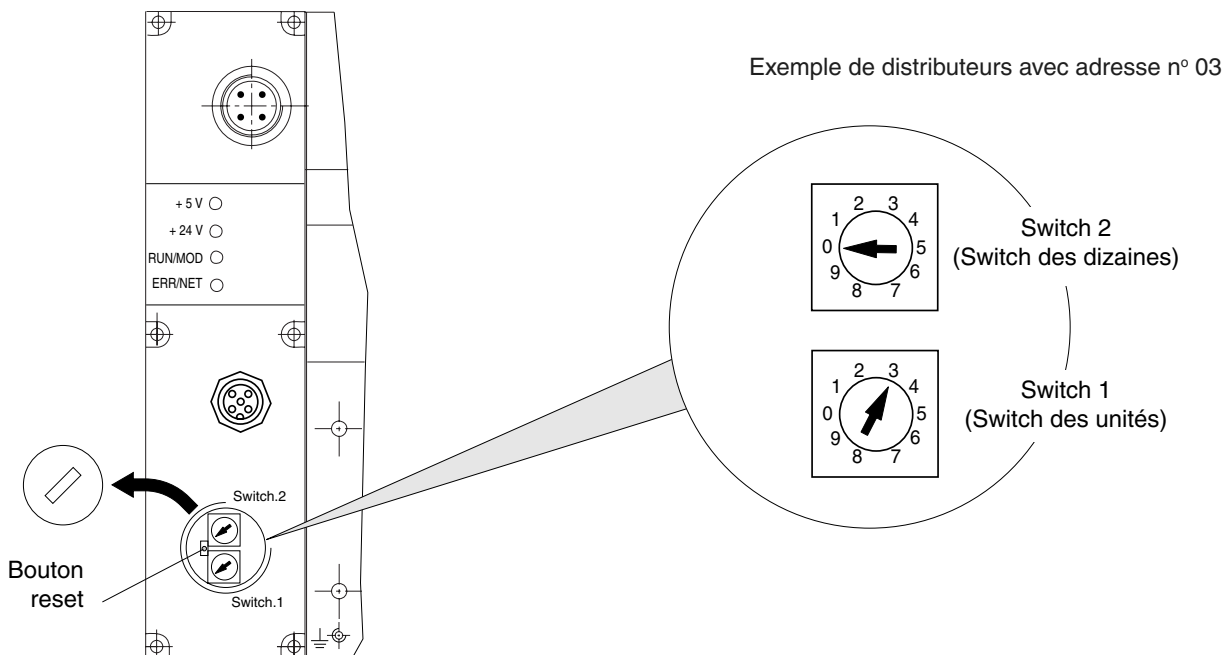 Exemple de distributeurs avec adresse nº 03
+ 5 V
+ 24 V
RUN/MOD
ERR/NET
2 3
1 4
0 5
9 6
8 7
Switch 2
(Switch des dizaines)
2 3
1 4
0 5
9 6
8 7
Switch 1
(Switch des unités)
Switch.2
Bouton
reset
Switch.1